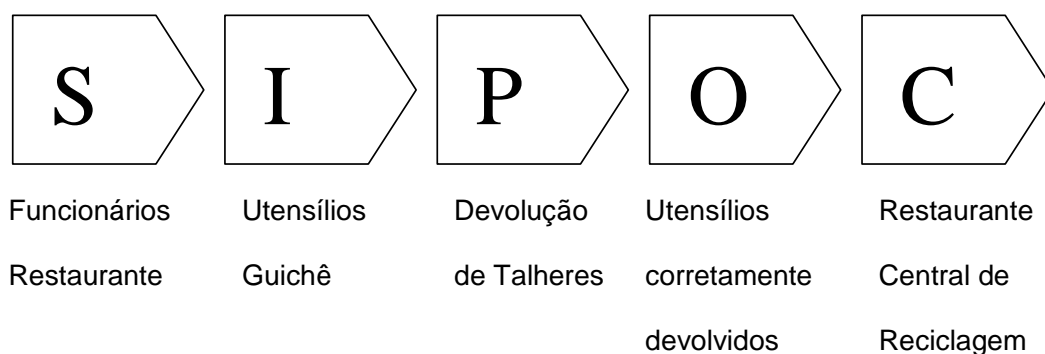 S I P O C
Funcionários Utensílios Devolução Utensílios Restaurante
Restaurante Guichê de Talheres corretamente Central de
devolvidos Reciclagem